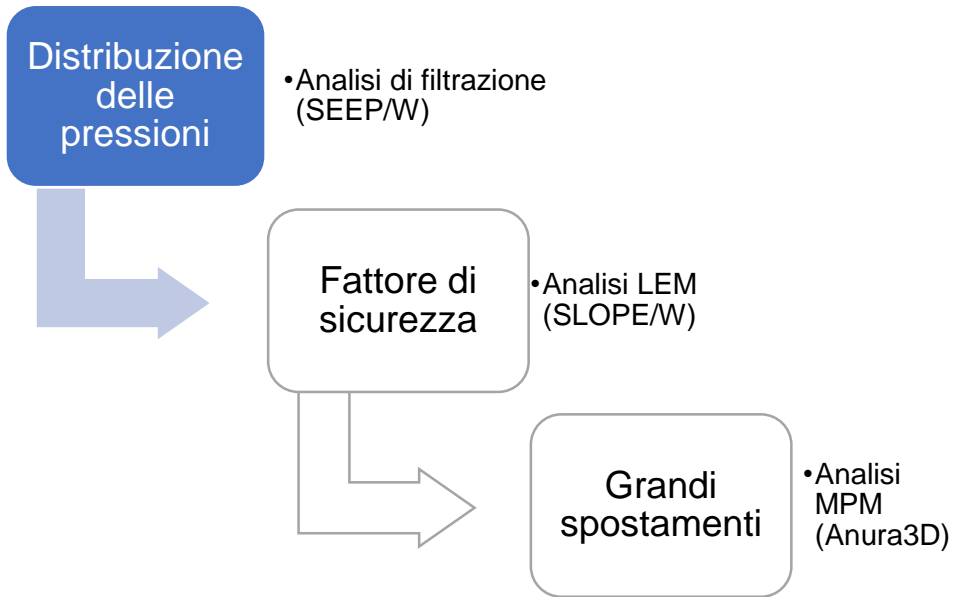 Distribuzione
delle
pressioni
•Analisi di filtrazione
(SEEP/W)
Fattore di
sicurezza
•Analisi LEM
(SLOPE/W)
Grandi
spostamenti
•Analisi
MPM
(Anura3D)